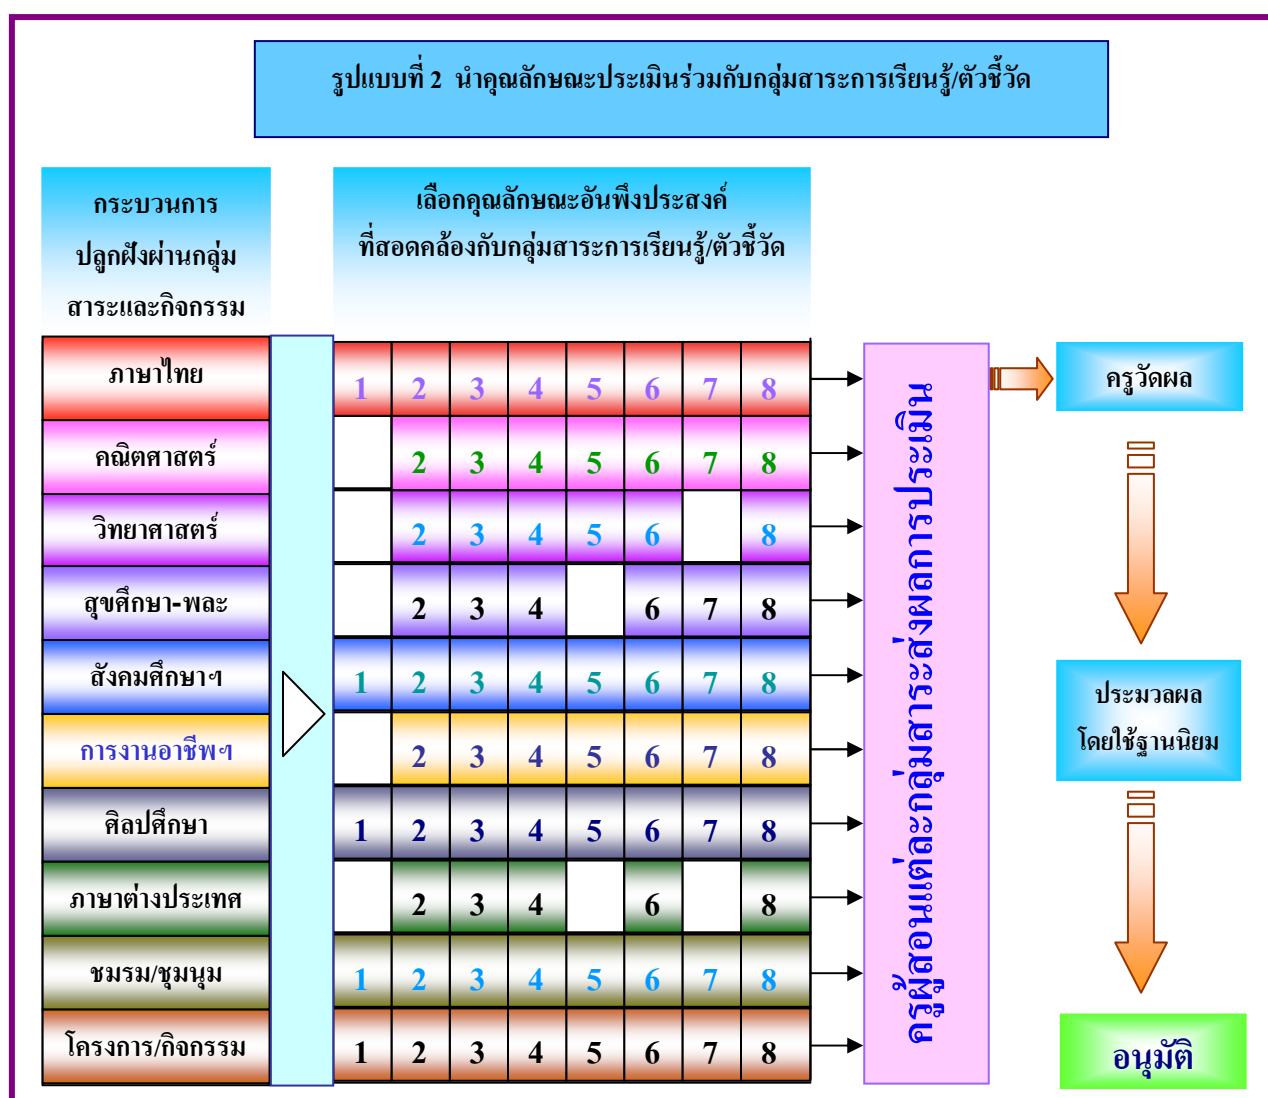 รูปแบบที่ 2 นำคุณลักษณะประเมินร่วมกับกลุ่มสาระการเรียนรู้/ตัวชี้วัด
กระบวนการ
ปลูกฝังผ่านกลุ่ม
สาระและกิจกรรม
เลือกคุณลักษณะอันพึงประสงค์
ที่สอดคล้องกับกลุ่มสาระการเรียนรู้/ตัวชี้วัด
ภาษาไทย 1 2 3 4 5 6 7 8
คณิตศาสตร์ 2 3 4 5 6 7 8
วิทยาศาสตร์ 2 3 4 5 6 8
สุขศึกษา-พละ 2 3 4 6 7 8
สังคมศึกษาฯ 1 2 3 4 5 6 7 8
การงานอาชีพฯ 2 3 4 5 6 7 8
ศิลปศึกษา 1 2 3 4 5 6 7 8
ภาษาต่างประเทศ 2 3 4 6 8
ชมรม/ชุมนุม 1 2 3 4 5 6 7 8
โครงการ/กิจกรรม 1 2 3 4 5 6 7 8
ครูผู้สอนแต่ละกลุ่มสาระส่งผลการประเมิน
ครูวัดผล
ประมวลผล
โดยใช้ฐานนิยม
อนุมัติ